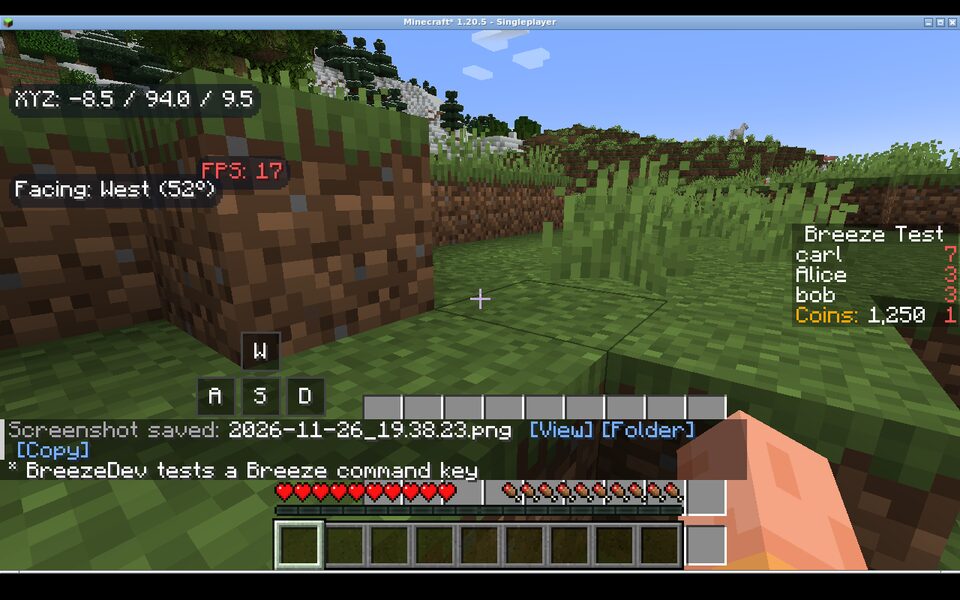 Minecraft* 1.20.5 - Singleplayer
XYZ: -8.5 / 94.0 / 9.5
FPS: 17
Facing: West (52º)
Breeze Test
carl 7
Alice 3
bob 3
Coins: 1,250 1
W
A S D
Screenshot saved: 2026-11-26_19.38.23.png [View] [Folder]
[Copy]
* BreezeDev tests a Breeze command key